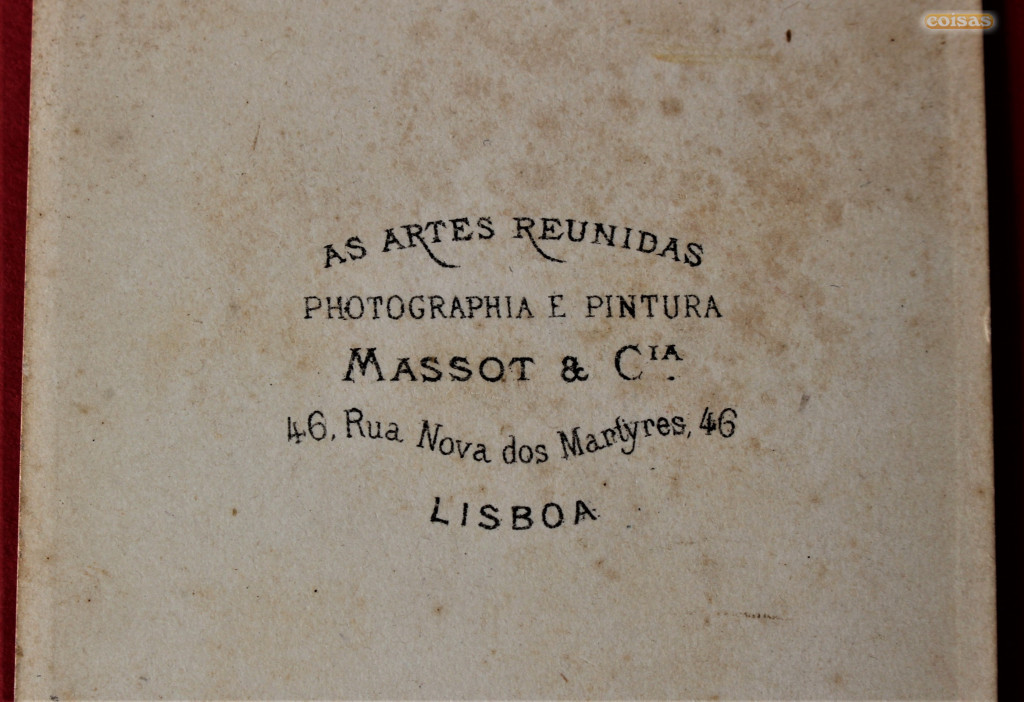 coisas
AS ARTES REUNIDAS
PHOTOGRAPHIA E PINTURA
MASSOT & CIA.
46, Rua Nova dos Martyres, 46
LISBOA